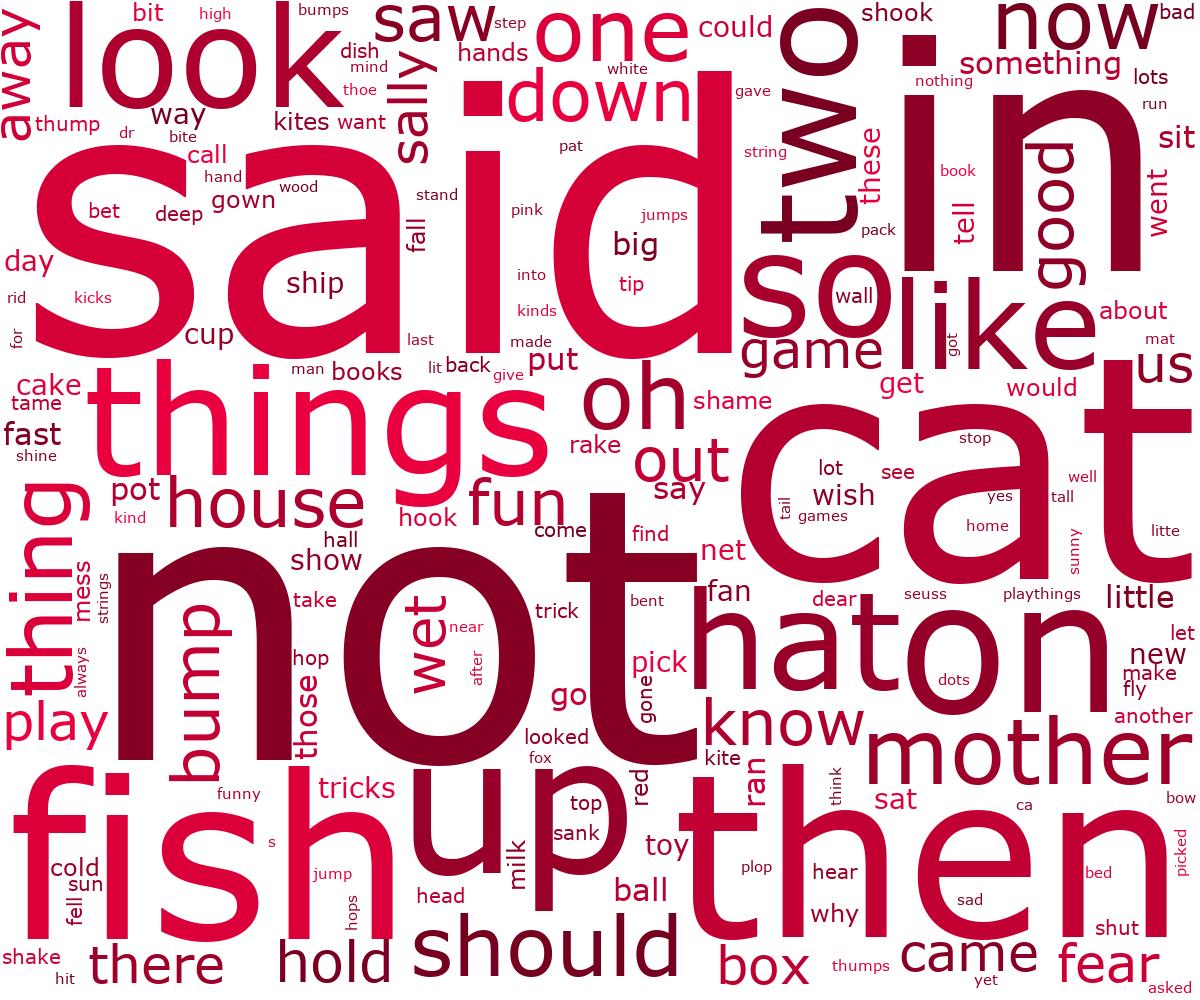 away
look
bit
high
bumps
saw
step
one
could
two
shook
now
bad
dish
mind
thoe
sally
hands
white
down
gave
something
nothing
lots
run
thump
dr
way
bite
kites
want
in
sit
said
call
hand
wood
gown
bet
deep
pat
string
these
book
good
tell
went
stand
fall
pink
jumps
big
pack
day
ship
into
tip
so
wall
like
got
rid
kicks
kinds
about
for
cup
last
made
game
mat
us
man
books
lit
back
give
put
oh
shame
get
would
cake
tame
things
fast
shine
rake
out
cat
stop
lot
see
well
thing
pot
kind
house
hook
fun
say
tail
wish
games
yes
tall
home
litte
hall
come
find
net
sunny
mess
strings
show
not
take
bump
wet
near
after
trick
bent
fan
dear
seuss
playthings
little
hat
on
let
always
hop
those
pick
gone
go
dots
new
make
fly
play
know
another
looked
fox
kite
mother
fish
funny
tricks
up
top
red
ran
then
think
sat
ca
bow
s
sank
milk
toy
picked
cold
sun
fell
jump
hops
head
ball
plop
hear
why
sad
bed
shut
shake
hit
there
hold
should
box
thumps
came
yet
fear
asked